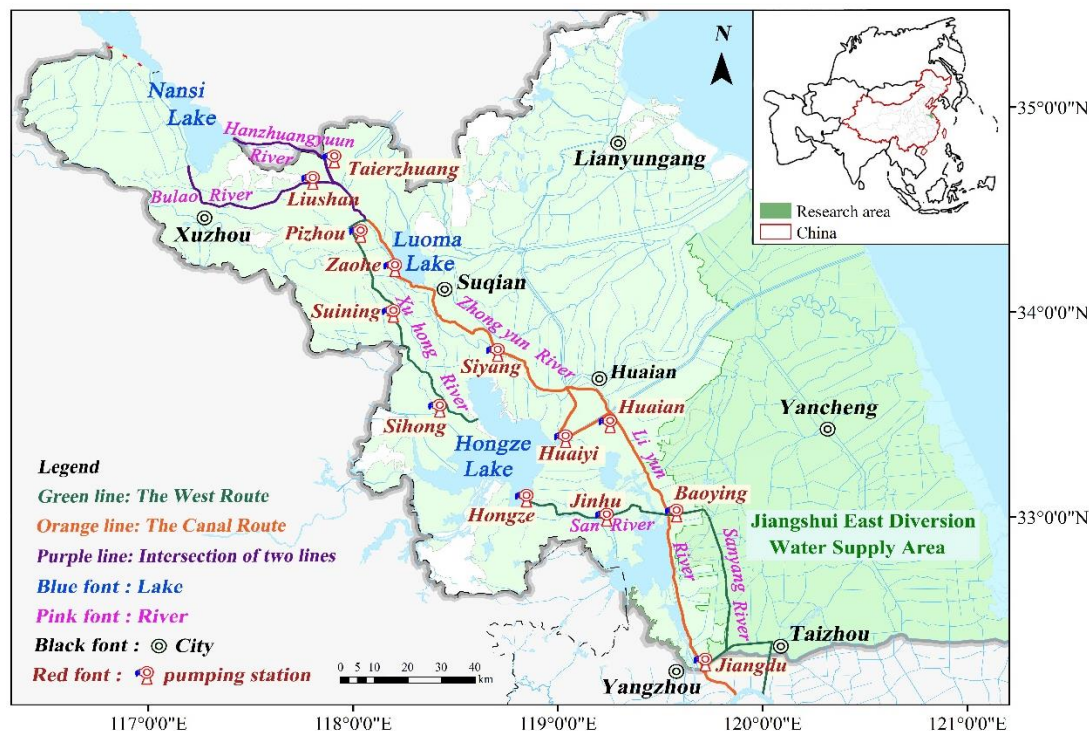 N
Nansi
Lake
Hanzhuangyuun
River
Taierzhuang
Lianyungang
Liushan
Bulao River
Xuzhou
Pizhou
Luoma
Lake
Zaohe
Suqian
Suining
Xu hong River
Zhong yun River
Siyang
Huaian
Huaian
Sihong
Huaiyi
Yancheng
Hongze
Lake
Li yun River
Jinhu
Baoying
Hongze
San River
Sanyang River
Jiangshui East Diversion
Water Supply Area
Taizhou
Jiangdu
Yangzhou
Research area
China
Legend
Green line: The West Route
Orange line: The Canal Route
Purple line: Intersection of two lines
Blue font : Lake
Pink font : River
Black font : City
Red font : pumping station
0 5 10 20 30 40
km
35°0'0"N
34°0'0"N
33°0'0"N
117°0'0"E 118°0'0"E 119°0'0"E 120°0'0"E 121°0'0"E